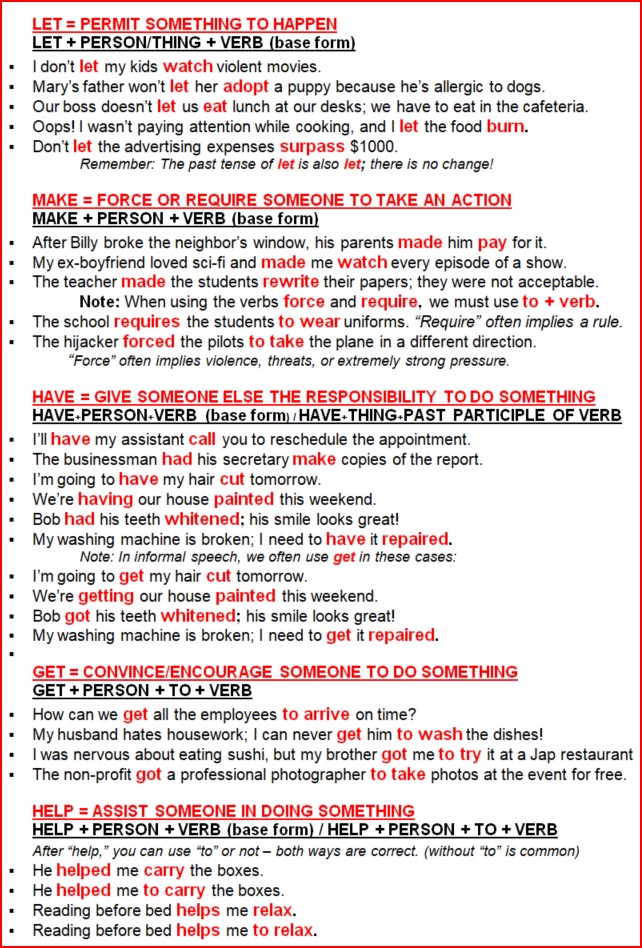 LET = PERMIT SOMETHING TO HAPPEN
LET + PERSON/THING + VERB (base form)
▪ I don't let my kids watch violent movies.
▪ Mary's father won't let her adopt a puppy because he's allergic to dogs.
▪ Our boss doesn't let us eat lunch at our desks; we have to eat in the cafeteria.
▪ Oops! I wasn't paying attention while cooking, and I let the food burn.
▪ Don't let the advertising expenses surpass $1000.
Remember: The past tense of let is also let; there is no change!
MAKE = FORCE OR REQUIRE SOMEONE TO TAKE AN ACTION
MAKE + PERSON + VERB (base form)
▪ After Billy broke the neighbor's window, his parents made him pay for it.
▪ My ex-boyfriend loved sci-fi and made me watch every episode of a show.
▪ The teacher made the students rewrite their papers; they were not acceptable.
Note: When using the verbs force and require, we must use to + verb.
▪ The school requires the students to wear uniforms. “Require” often implies a rule.
▪ The hijacker forced the pilots to take the plane in a different direction.
“Force” often implies violence, threats, or extremely strong pressure.
HAVE = GIVE SOMEONE ELSE THE RESPONSIBILITY TO DO SOMETHING
HAVE+PERSON+VERB (base form) / HAVE+THING+PAST PARTICIPLE OF VERB
▪ I'll have my assistant call you to reschedule the appointment.
▪ The businessman had his secretary make copies of the report.
▪ I'm going to have my hair cut tomorrow.
▪ We're having our house painted this weekend.
▪ Bob had his teeth whitened; his smile looks great!
▪ My washing machine is broken; I need to have it repaired.
Note: In informal speech, we often use get in these cases:
▪ I'm going to get my hair cut tomorrow.
▪ We're getting our house painted this weekend.
▪ Bob got his teeth whitened; his smile looks great!
▪ My washing machine is broken; I need to get it repaired.
▪
GET = CONVINCE/ENCOURAGE SOMEONE TO DO SOMETHING
GET + PERSON + TO + VERB
▪ How can we get all the employees to arrive on time?
▪ My husband hates housework; I can never get him to wash the dishes!
▪ I was nervous about eating sushi, but my brother got me to try it at a Jap restaurant
▪ The non-profit got a professional photographer to take photos at the event for free.
HELP = ASSIST SOMEONE IN DOING SOMETHING
HELP + PERSON + VERB (base form) / HELP + PERSON + TO + VERB
After “help,” you can use “to” or not – both ways are correct. (without “to” is common)
▪ He helped me carry the boxes.
▪ He helped me to carry the boxes.
▪ Reading before bed helps me relax.
▪ Reading before bed helps me to relax.